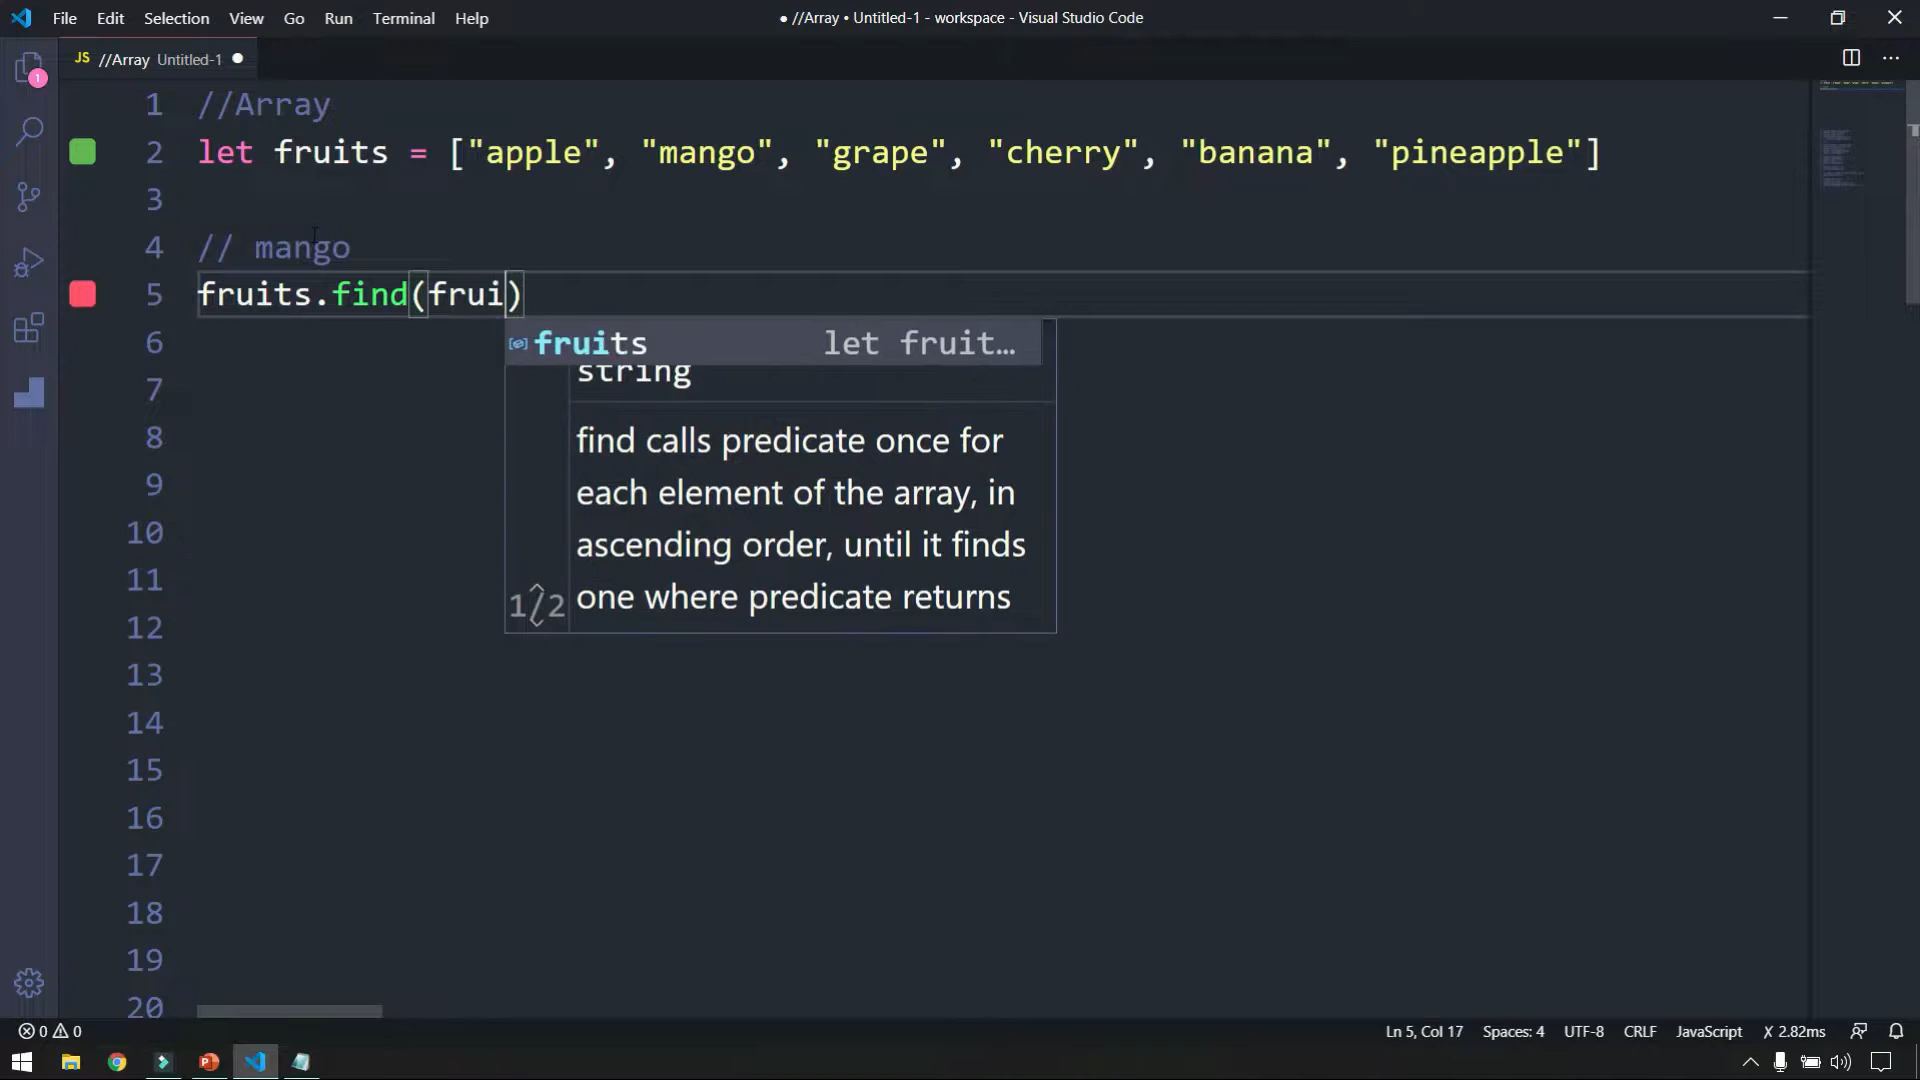 File Edit Selection View Go Run Terminal Help
● //Array • Untitled-1 - workspace - Visual Studio Code
JS //Array Untitled-1 ●
1
1 //Array
2 let fruits = ["apple", "mango", "grape", "cherry", "banana", "pineapple"]
3
4 // mango
5 fruits.find(frui)
6 fruits let fruit…
string
7
8 find calls predicate once for
9 each element of the array, in
10 ascending order, until it finds
11 1/2 one where predicate returns
12
13
14
15
16
17
18
19
20
0 0 Ln 5, Col 17 Spaces: 4 UTF-8 CRLF JavaScript X 2.82ms